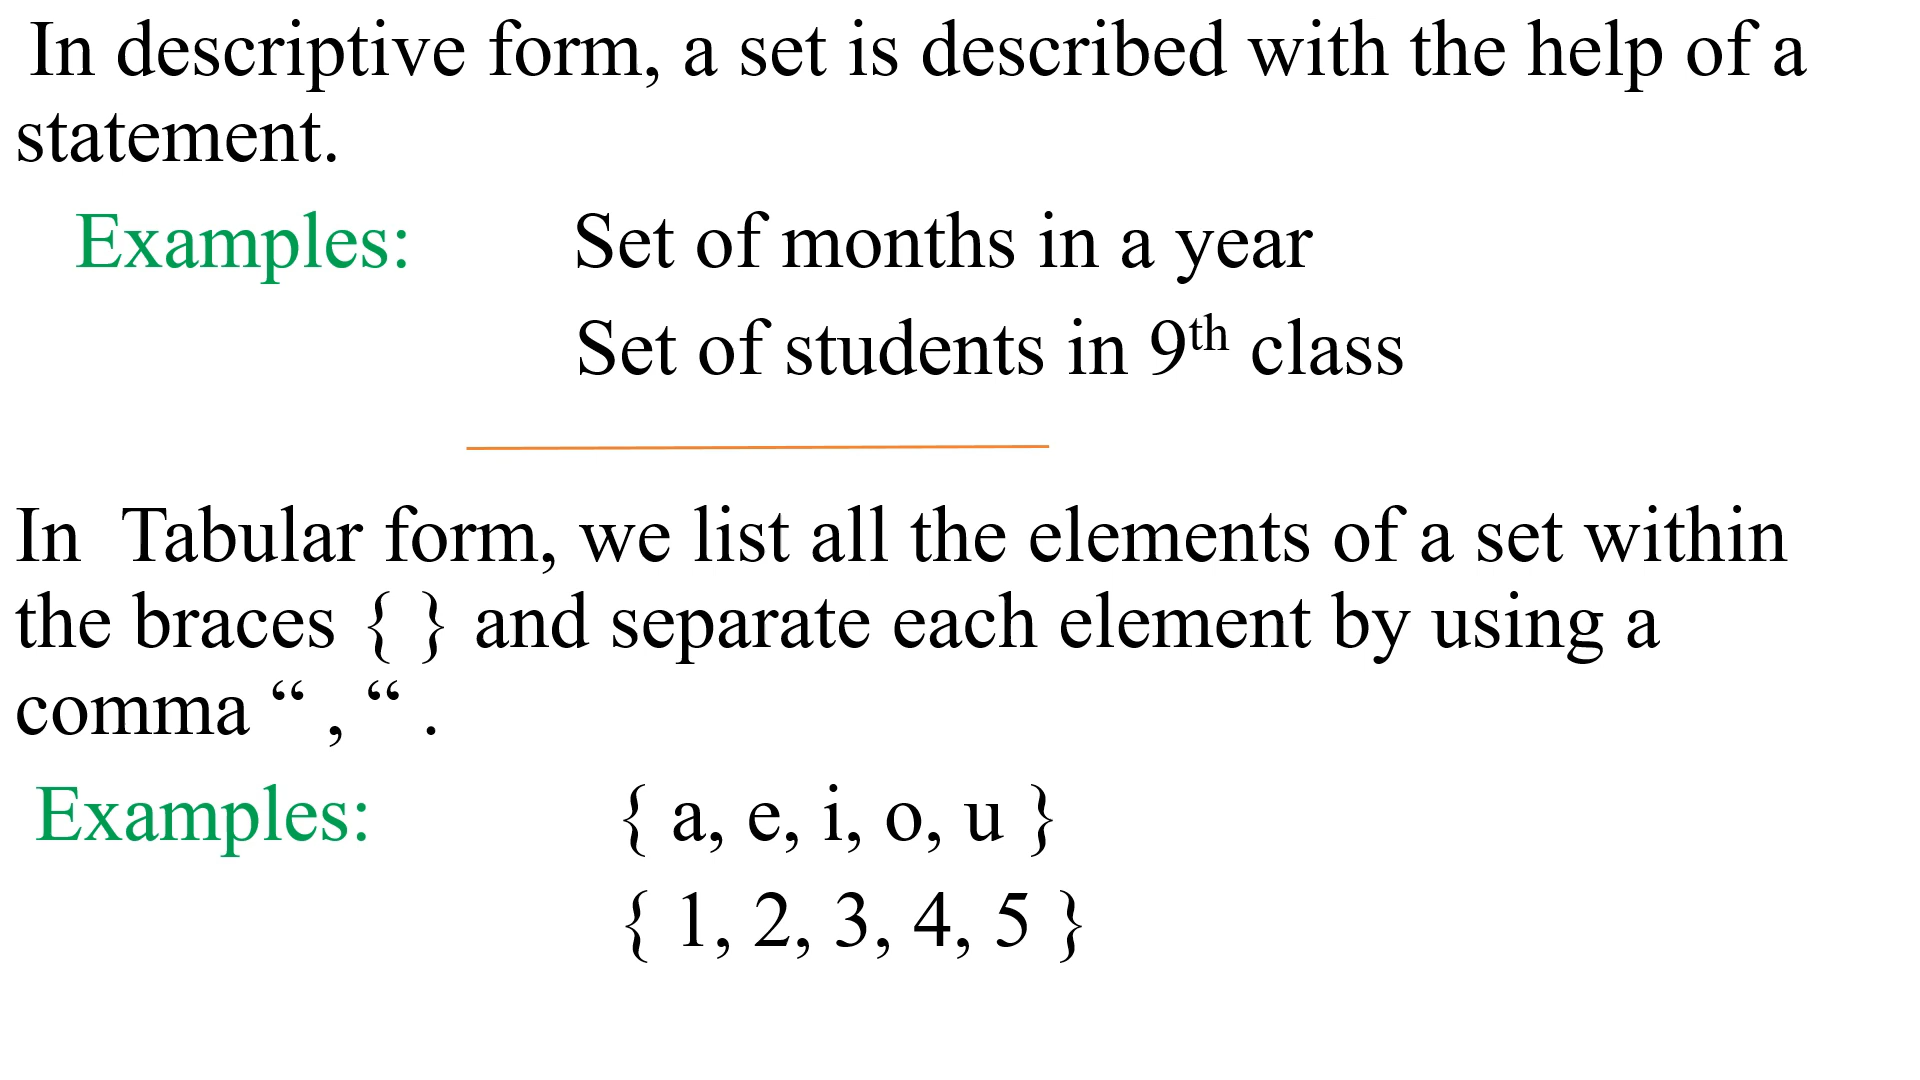 In descriptive form, a set is described with the help of a
statement.
Examples: Set of months in a year
Set of students in 9th class
In Tabular form, we list all the elements of a set within
the braces { } and separate each element by using a
comma “ , “ .
Examples: { a, e, i, o, u }
{ 1, 2, 3, 4, 5 }